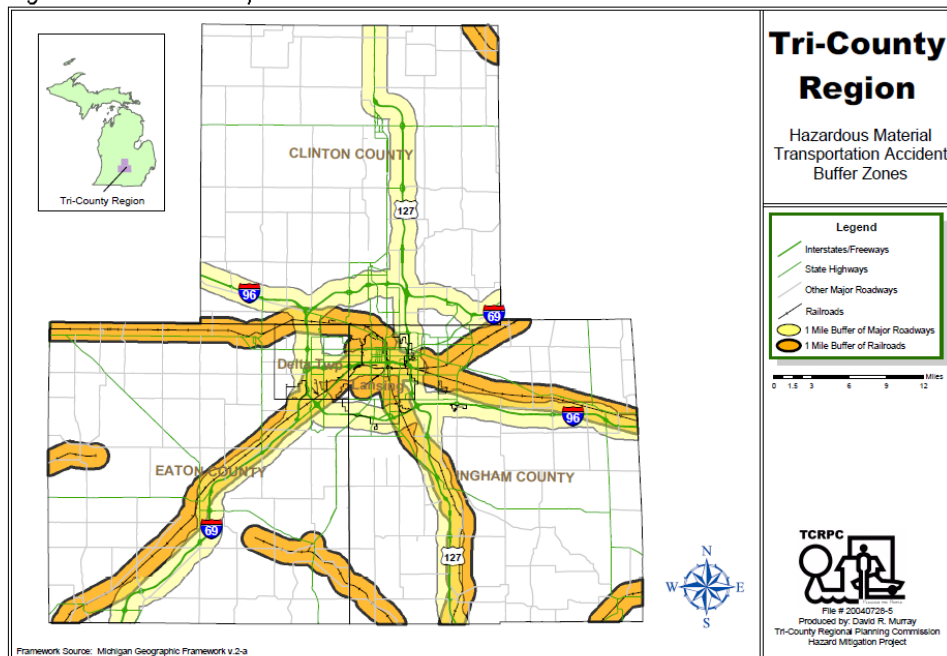 Tri-County Region
CLINTON COUNTY
127
96
69
Delta Twp
Lansing
96
EATON COUNTY
INGHAM COUNTY
69
127
N
W
E
S
Framework Source: Michigan Geographic Framework v.2-a
Tri-County
Region
Hazardous Material
Transportation Accident
Buffer Zones
Legend
Interstates/Freeways
State Highways
Other Major Roadways
Railroads
1 Mile Buffer of Major Roadways
1 Mile Buffer of Railroads
Miles
0 1.5 3 6 9 12
TCRPC
File # 20040728-5
Produced by: David R. Murray
Tri-County Regional Planning Commission
Hazard Mitigation Project